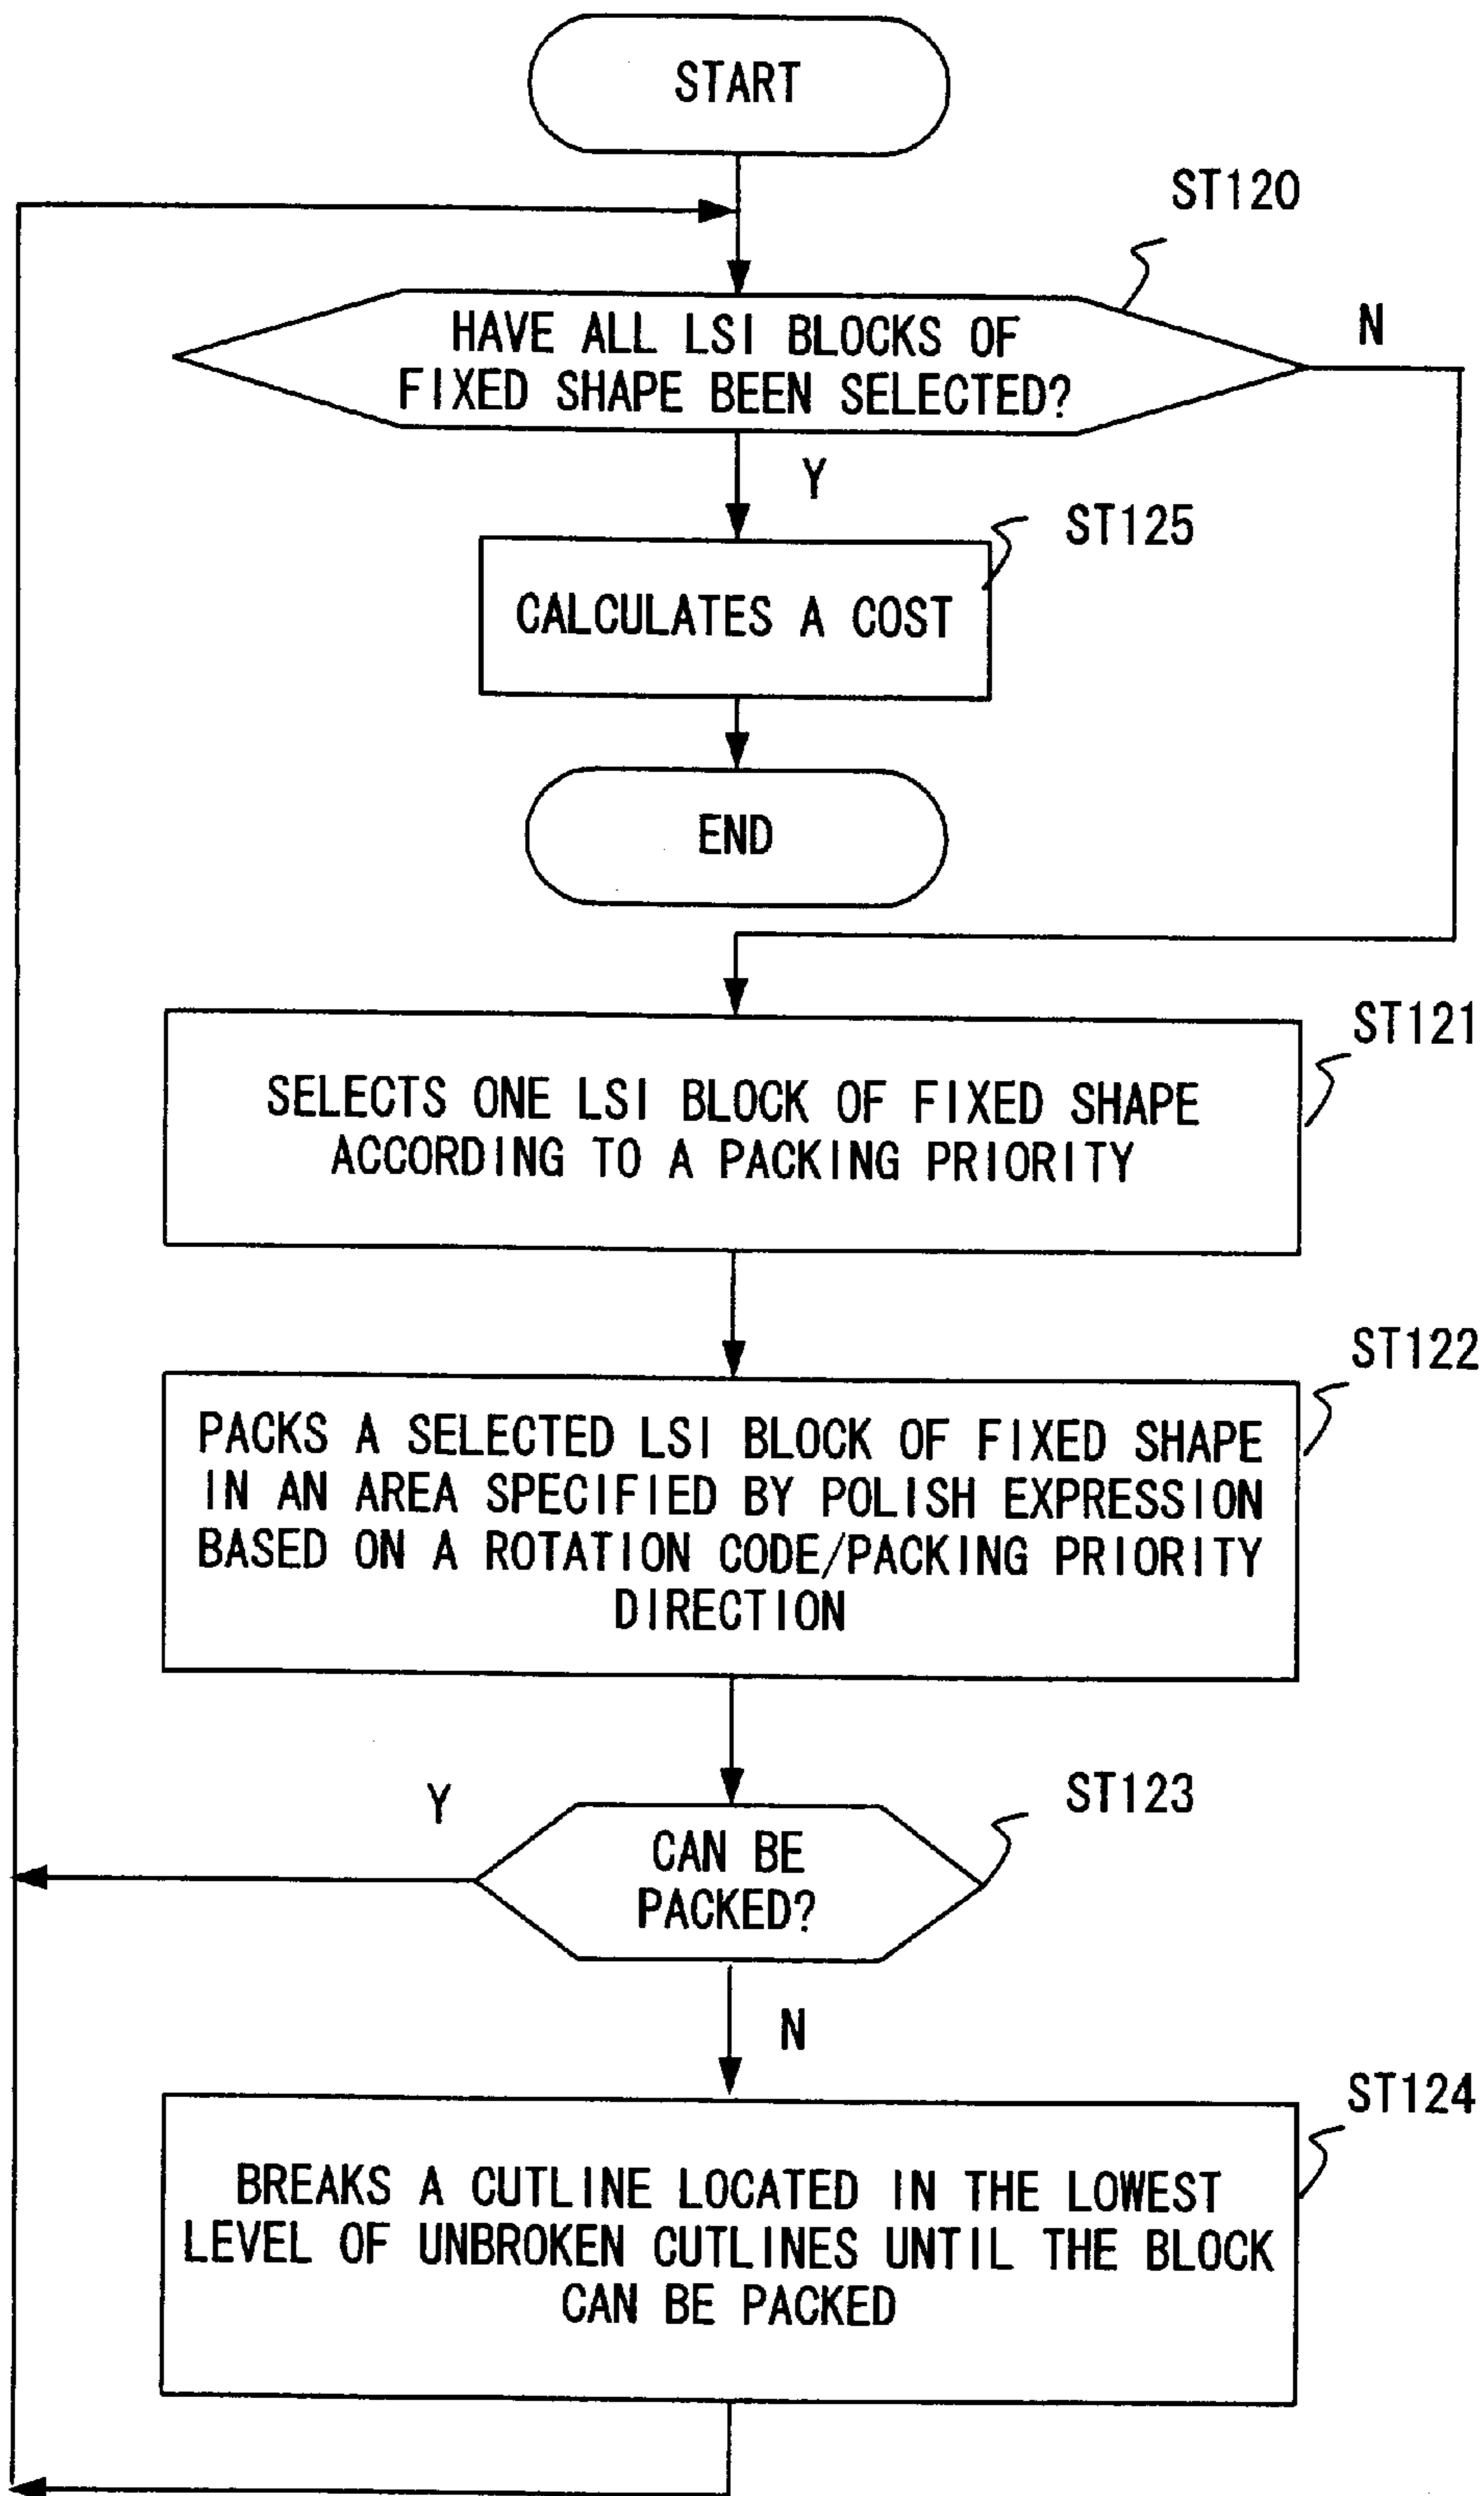 START
ST120
HAVE ALL LSI BLOCKS OF
FIXED SHAPE BEEN SELECTED?
N
Y
ST125
CALCULATES A COST
END
ST121
SELECTS ONE LSI BLOCK OF FIXED SHAPE
ACCORDING TO A PACKING PRIORITY
ST122
PACKS A SELECTED LSI BLOCK OF FIXED SHAPE
IN AN AREA SPECIFIED BY POLISH EXPRESSION
BASED ON A ROTATION CODE/PACKING PRIORITY
DIRECTION
ST123
Y
CAN BE
PACKED?
N
ST124
BREAKS A CUTLINE LOCATED IN THE LOWEST
LEVEL OF UNBROKEN CUTLINES UNTIL THE BLOCK
CAN BE PACKED